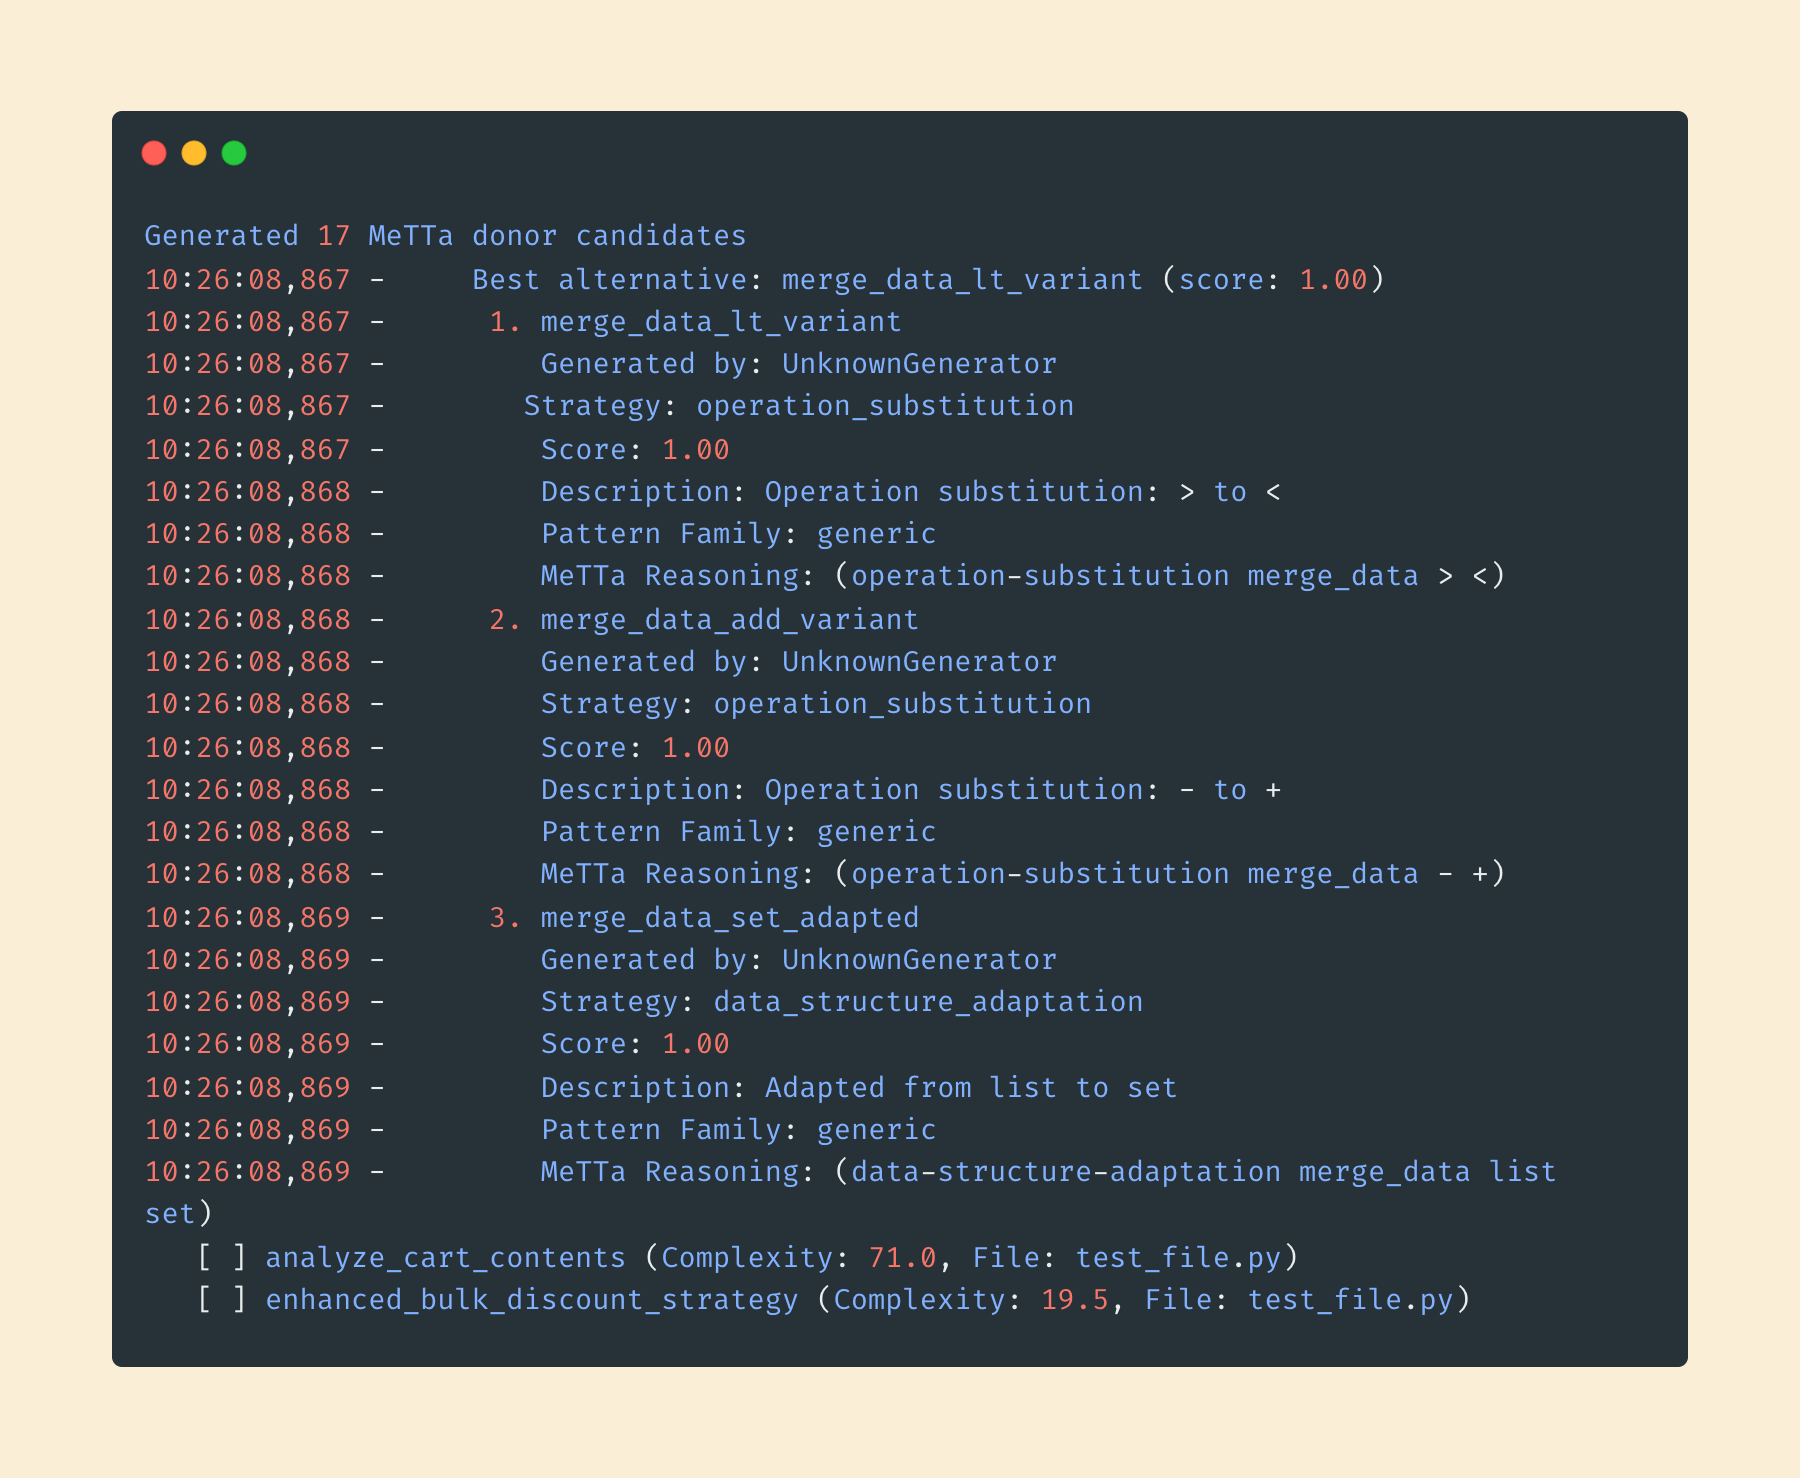 Generated 17 MeTTa donor candidates
10:26:08,867 -     Best alternative: merge_data_lt_variant (score: 1.00)
10:26:08,867 -      1. merge_data_lt_variant
10:26:08,867 -         Generated by: UnknownGenerator
10:26:08,867 -        Strategy: operation_substitution
10:26:08,867 -         Score: 1.00
10:26:08,868 -         Description: Operation substitution: > to <
10:26:08,868 -         Pattern Family: generic
10:26:08,868 -         MeTTa Reasoning: (operation-substitution merge_data > <)
10:26:08,868 -      2. merge_data_add_variant
10:26:08,868 -         Generated by: UnknownGenerator
10:26:08,868 -         Strategy: operation_substitution
10:26:08,868 -         Score: 1.00
10:26:08,868 -         Description: Operation substitution: - to +
10:26:08,868 -         Pattern Family: generic
10:26:08,868 -         MeTTa Reasoning: (operation-substitution merge_data - +)
10:26:08,869 -      3. merge_data_set_adapted
10:26:08,869 -         Generated by: UnknownGenerator
10:26:08,869 -         Strategy: data_structure_adaptation
10:26:08,869 -         Score: 1.00
10:26:08,869 -         Description: Adapted from list to set
10:26:08,869 -         Pattern Family: generic
10:26:08,869 -         MeTTa Reasoning: (data-structure-adaptation merge_data list
set)
   [ ] analyze_cart_contents (Complexity: 71.0, File: test_file.py)
   [ ] enhanced_bulk_discount_strategy (Complexity: 19.5, File: test_file.py)